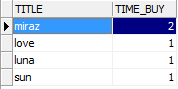 TITLE TIME_BUY
miraz 2
love 1
luna 1
sun 1